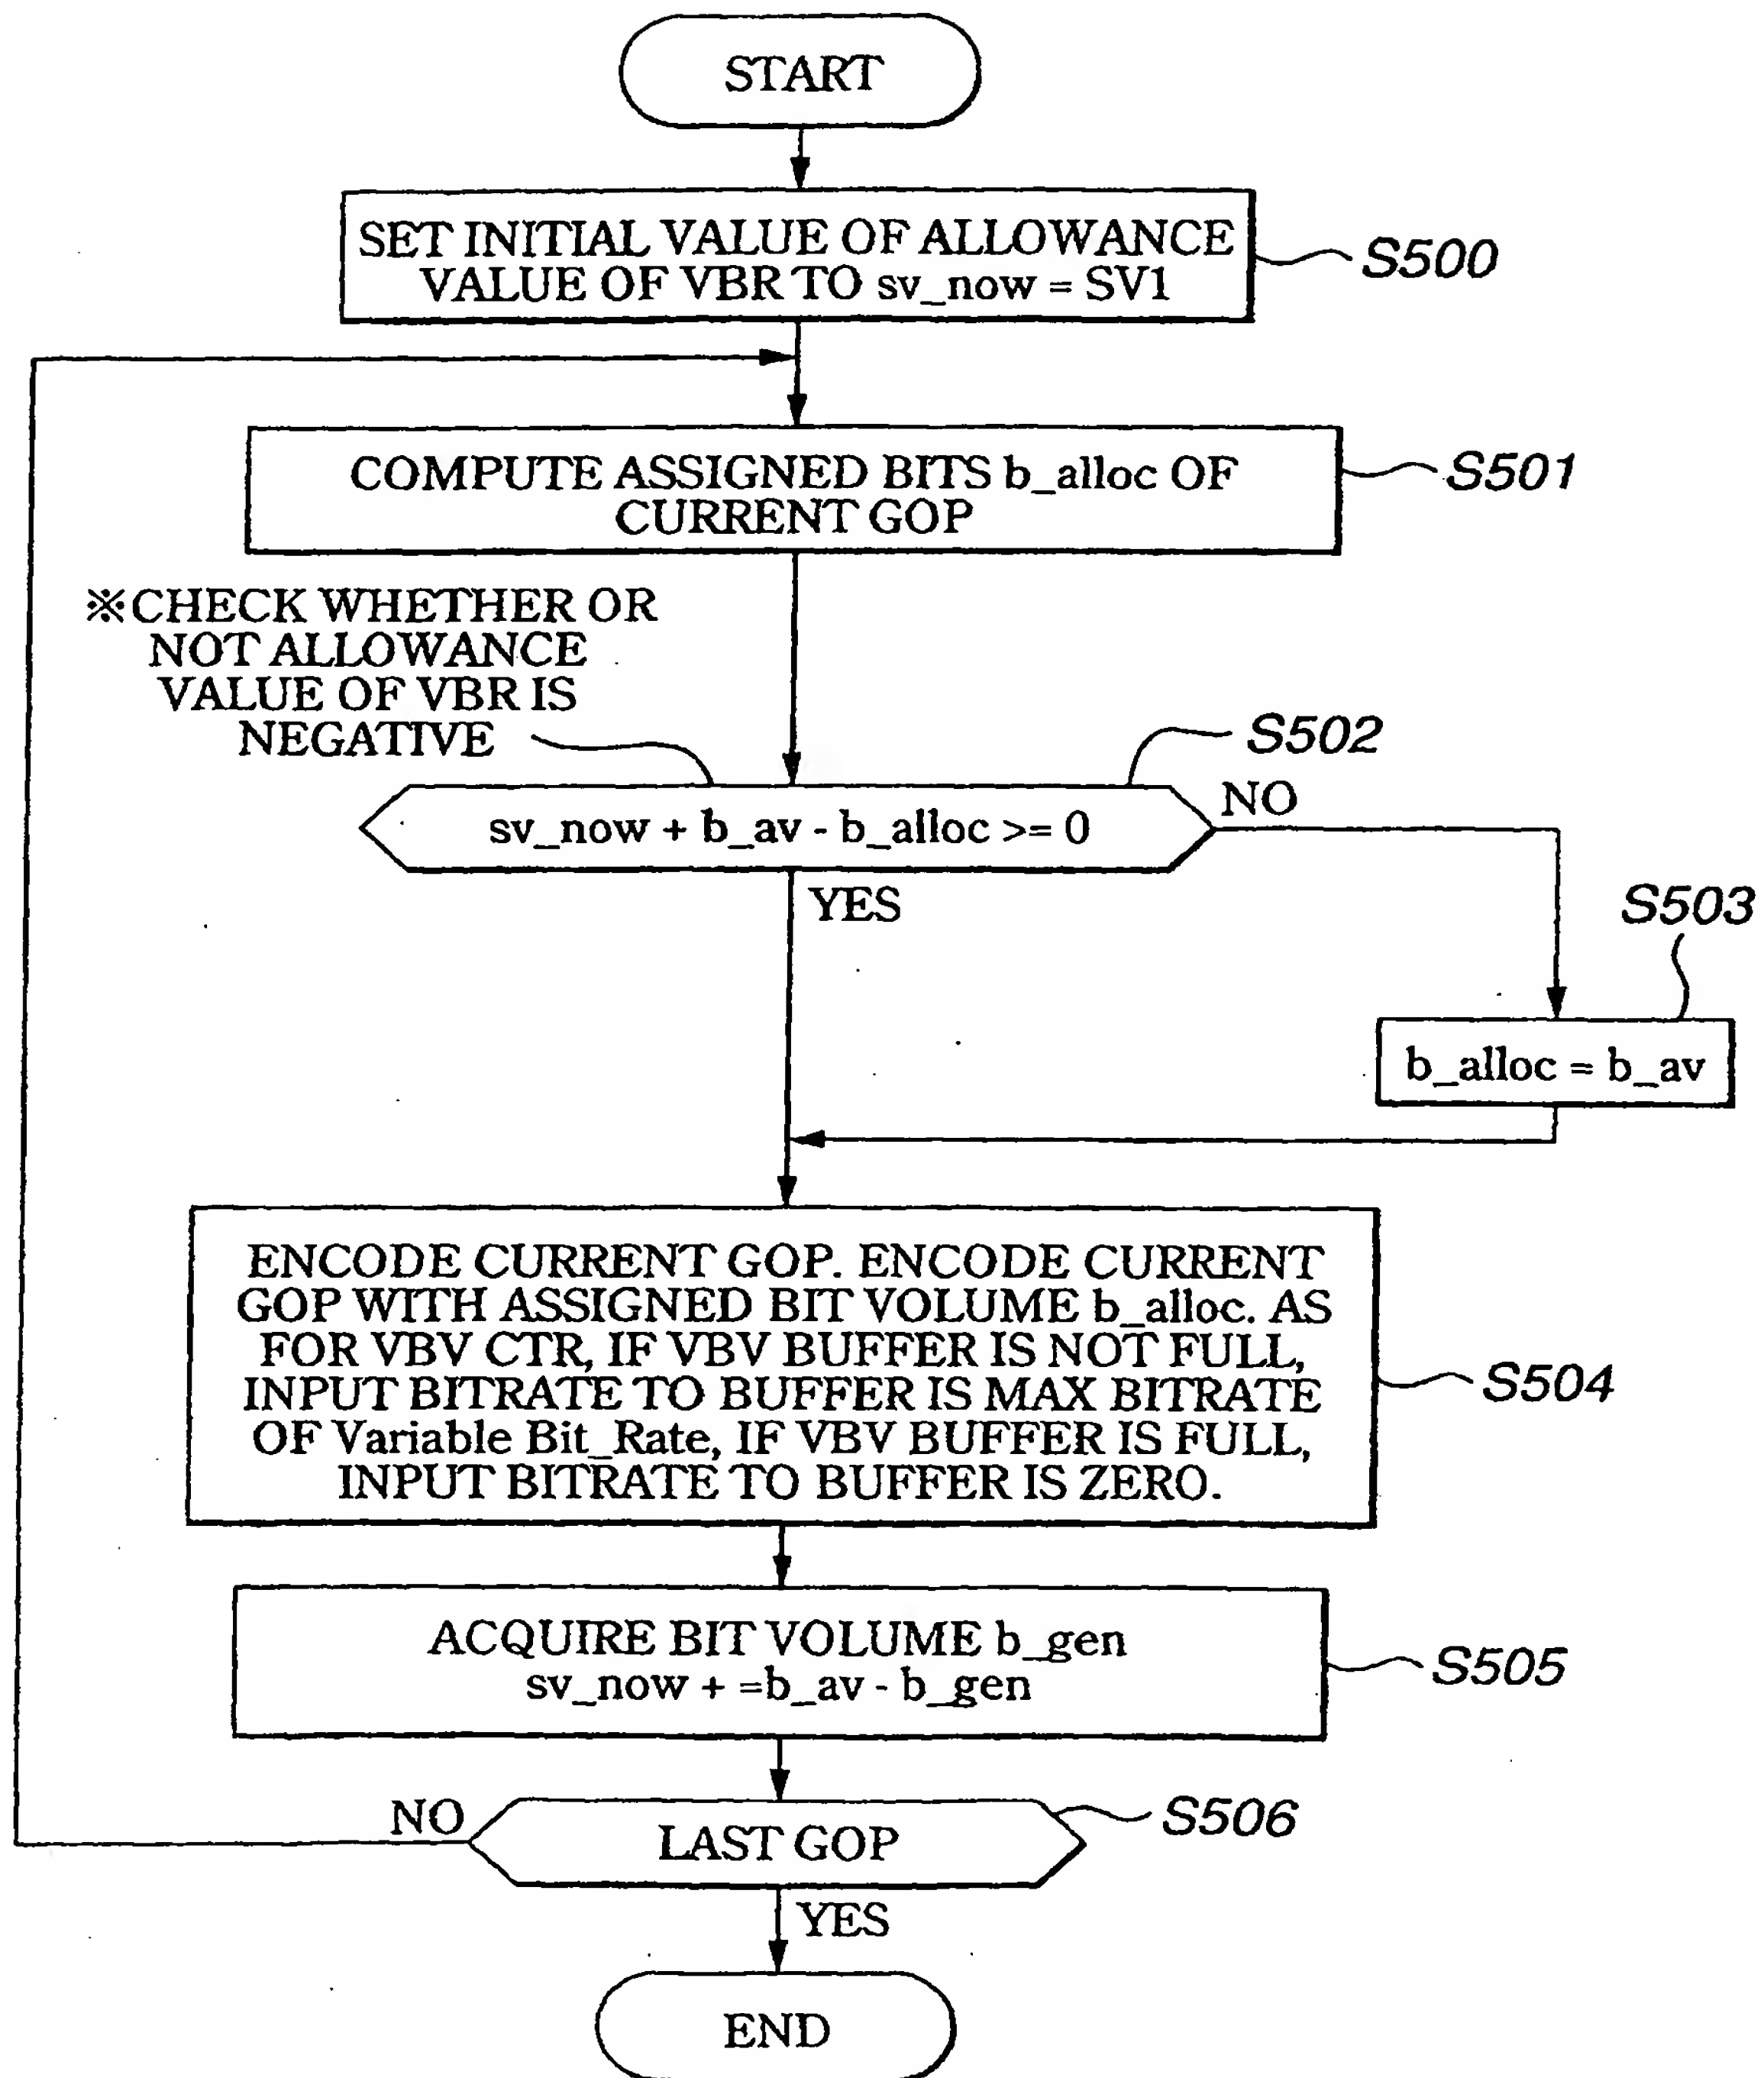 START
SET INITIAL VALUE OF ALLOWANCE
VALUE OF VBR TO sv_now = SV1
S500
COMPUTE ASSIGNED BITS b_alloc OF
CURRENT GOP
S501
※CHECK WHETHER OR
NOT ALLOWANCE
VALUE OF VBR IS
NEGATIVE
S502
sv_now + b_av - b_alloc >= 0
NO
YES
S503
b_alloc = b_av
ENCODE CURRENT GOP. ENCODE CURRENT
GOP WITH ASSIGNED BIT VOLUME b_alloc. AS
FOR VBV CTR, IF VBV BUFFER IS NOT FULL,
INPUT BITRATE TO BUFFER IS MAX BITRATE
OF Variable Bit_Rate, IF VBV BUFFER IS FULL,
INPUT BITRATE TO BUFFER IS ZERO.
S504
ACQUIRE BIT VOLUME b_gen
sv_now + =b_av - b_gen
S505
NO
LAST GOP
S506
YES
END